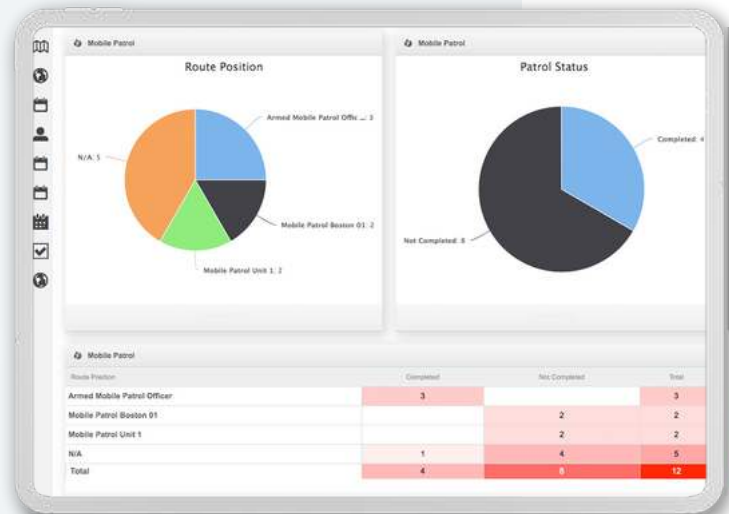 Mobile Patrol
Mobile Patrol
Route Position
Patrol Status
Armed Mobile Patrol Offic ...: 3
N/A: 5
Mobile Patrol Boston 01: 2
Mobile Patrol Unit 1: 2
Completed: 4
Not Completed: 8
Mobile Patrol
Route Position Completed Not Completed Total
Armed Mobile Patrol Officer 3 3
Mobile Patrol Boston 01 2 2
Mobile Patrol Unit 1 2 2
N/A 1 4 5
Total 4 8 12